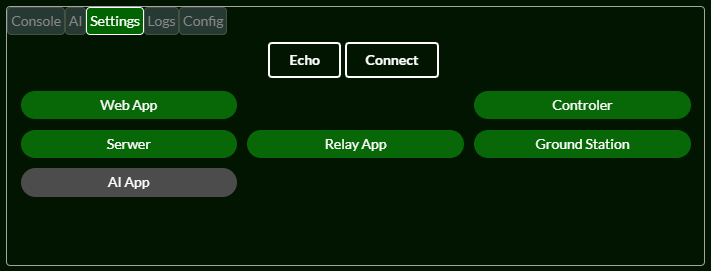 Console AI Settings Logs Config
Echo Connect
Web App Controler
Serwer Relay App Ground Station
AI App